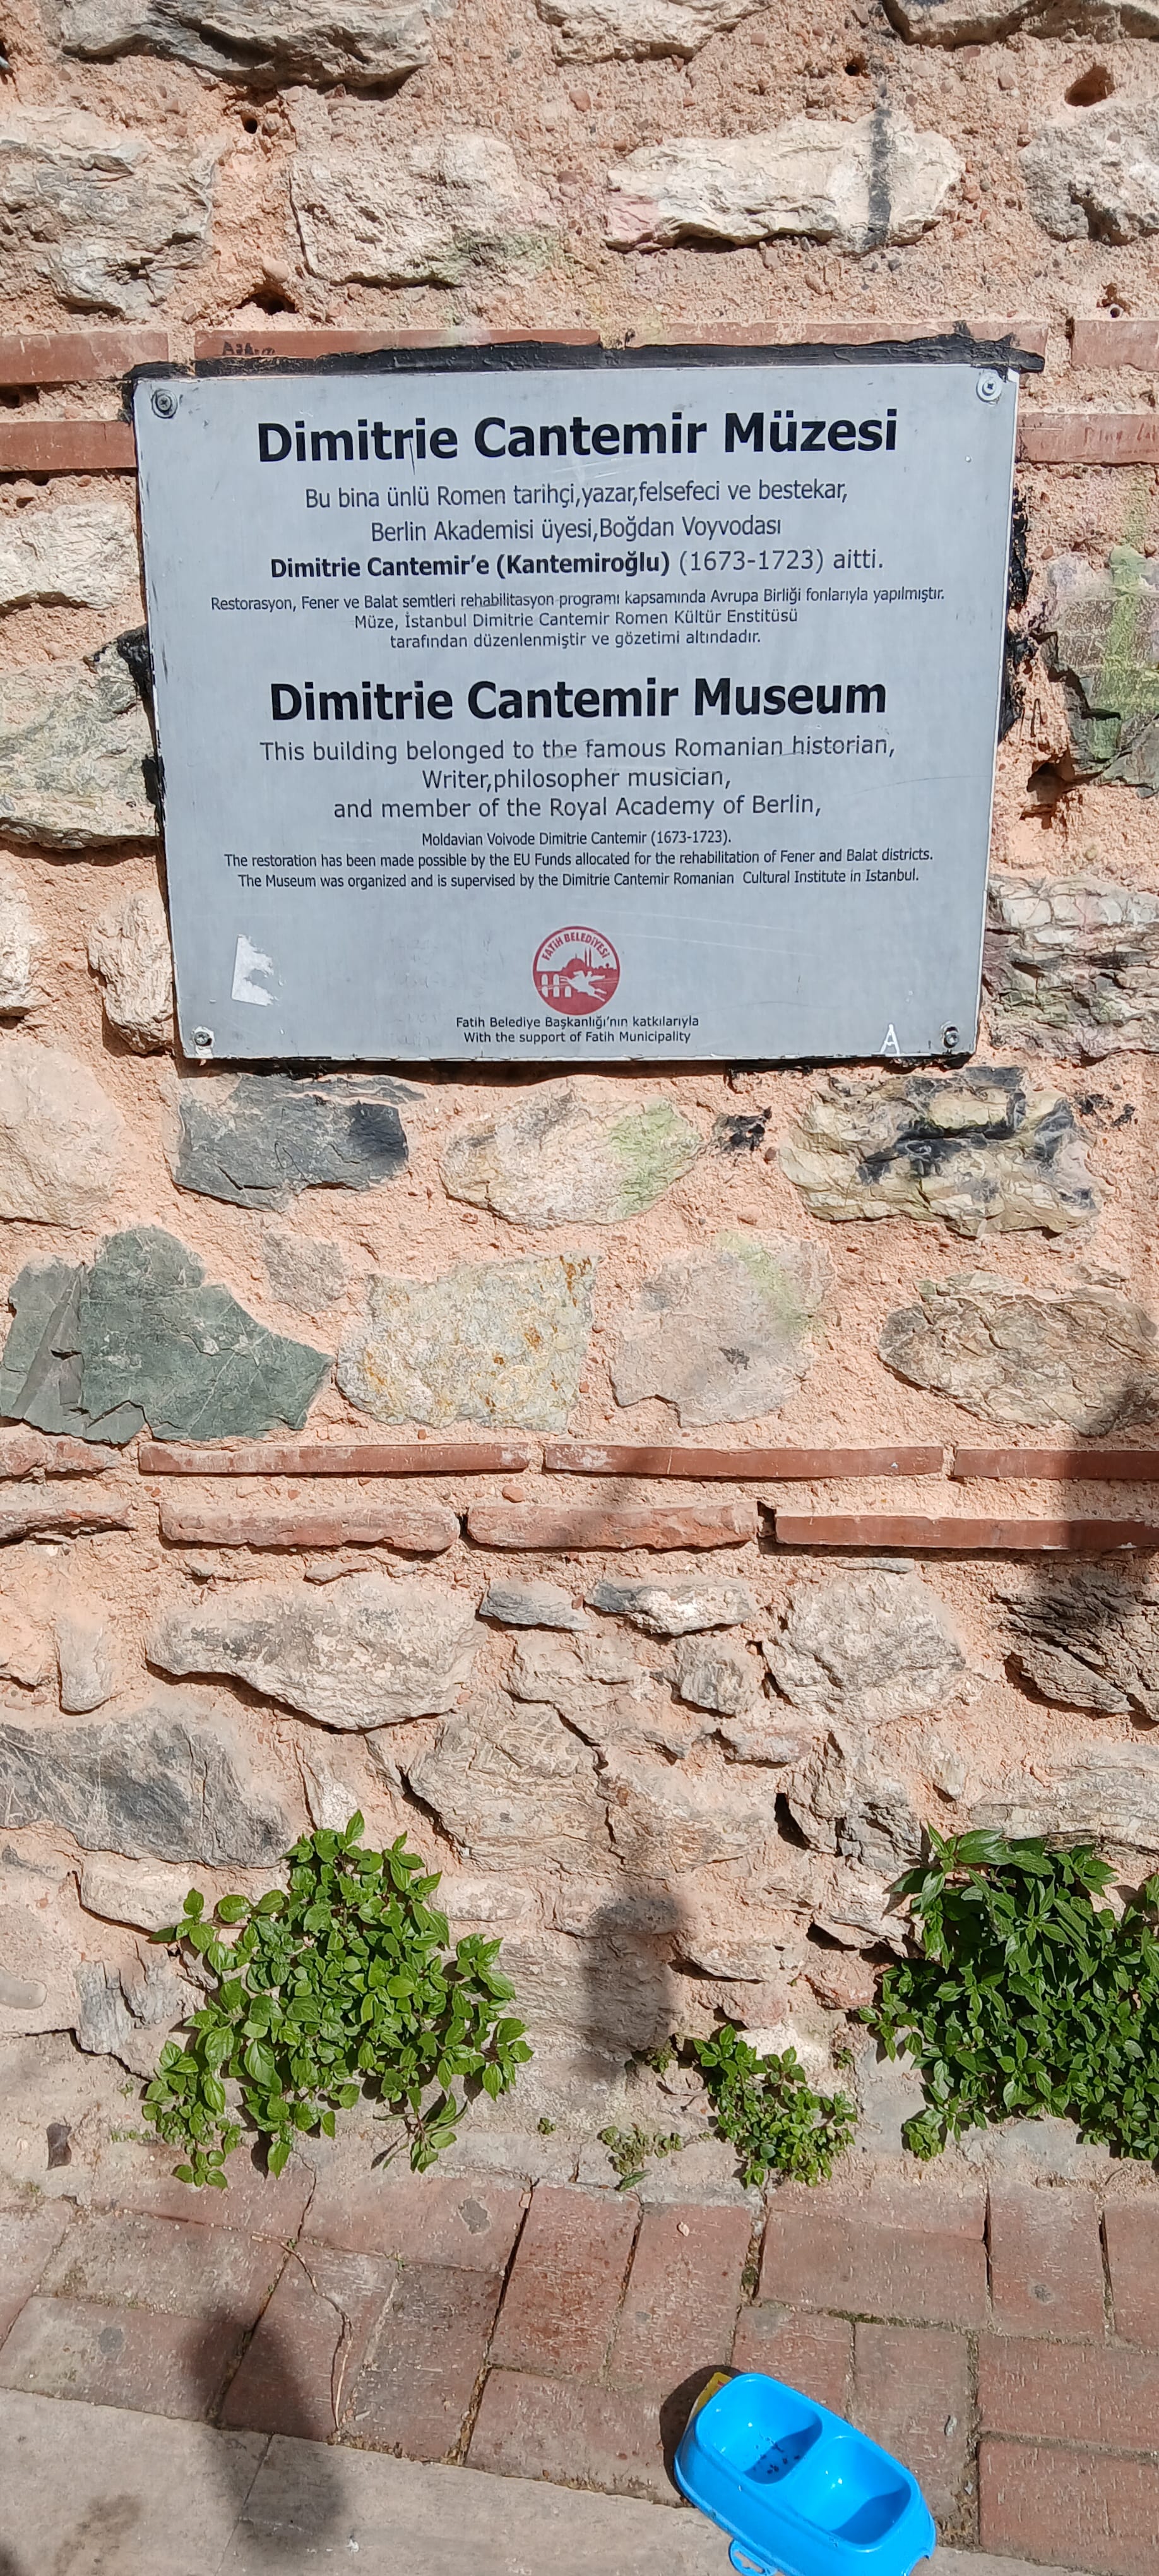 Dimitrie Cantemir Müzesi
Bu bina ünlü Romen tarihçi,yazar,felsefeci ve bestekar,
Berlin Akademisi üyesi,Boğdan Voyvodası
Dimitrie Cantemir'e (Kantemiroğlu) (1673-1723) aitti.
Restorasyon, Fener ve Balat semtleri rehabilitasyon programı kapsamında Avrupa Birliği fonlarıyla yapılmıştır.
Müze, İstanbul Dimitrie Cantemir Romen Kültür Enstitüsü
tarafından düzenlenmiştir ve gözetimi altındadır.
Dimitrie Cantemir Museum
This building belonged to the famous Romanian historian,
Writer,philosopher musician,
and member of the Royal Academy of Berlin,
Moldavian Voivode Dimitrie Cantemir (1673-1723).
The restoration has been made possible by the EU Funds allocated for the rehabilitation of Fener and Balat districts.
The Museum was organized and is supervised by the Dimitrie Cantemir Romanian Cultural Institute in Istanbul.
FATİH BELEDİYESİ
Fatih Belediye Başkanlığı'nın katkılarıyla
With the support of Fatih Municipality
A